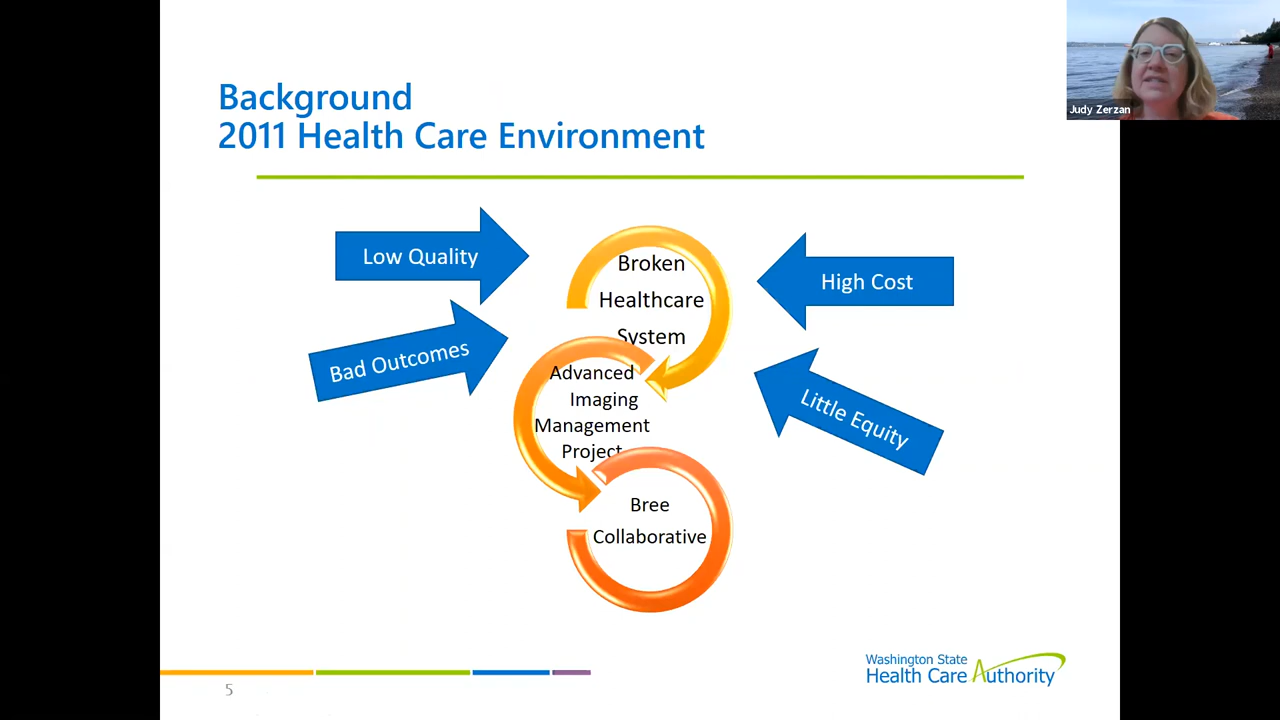 Background
2011 Health Care Environment
Judy Zerzan
Low Quality
Bad Outcomes
Broken
Healthcare
System
High Cost
Little Equity
Advanced
Imaging
Management
Project
Bree
Collaborative
5
Washington State
Health Care Authority